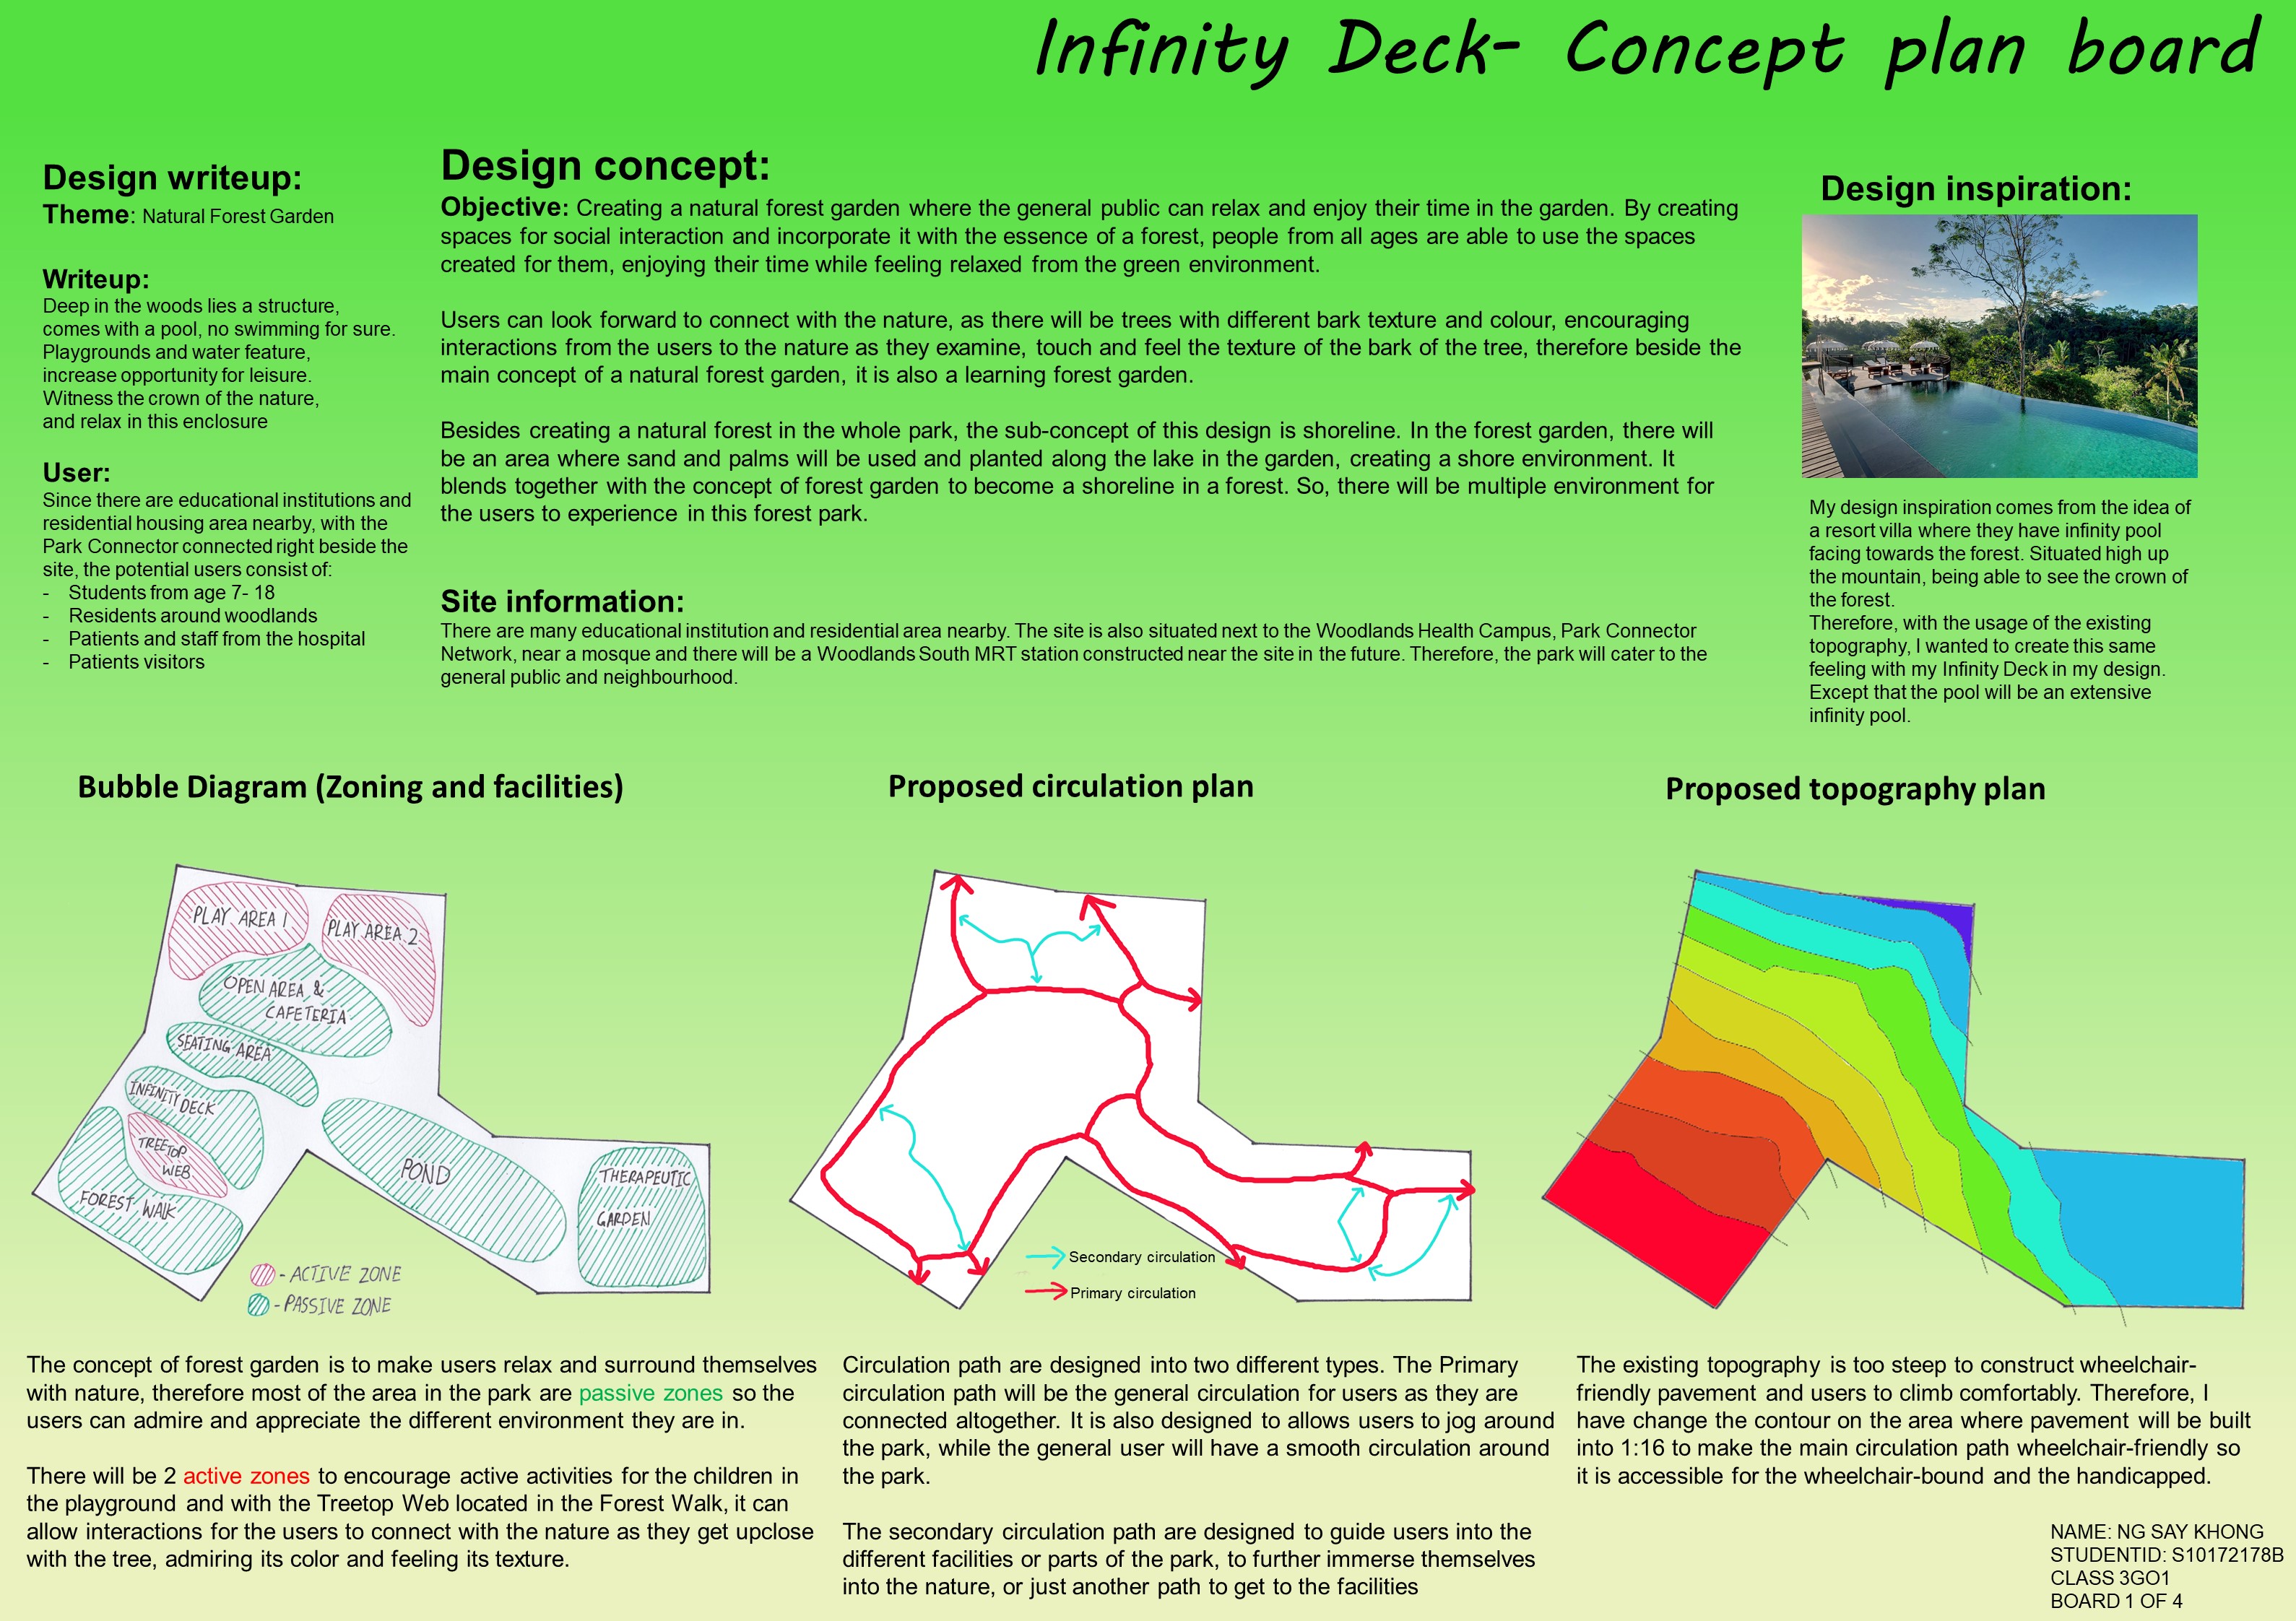 Infinity Deck- Concept plan board
Design writeup:
Theme: Natural Forest Garden
Writeup:
Deep in the woods lies a structure,
comes with a pool, no swimming for sure.
Playgrounds and water feature,
increase opportunity for leisure.
Witness the crown of the nature,
and relax in this enclosure
User:
Since there are educational institutions and
residential housing area nearby, with the
Park Connector connected right beside the
site, the potential users consist of:
- Students from age 7- 18
- Residents around woodlands
- Patients and staff from the hospital
- Patients visitors
Design concept:
Objective: Creating a natural forest garden where the general public can relax and enjoy their time in the garden. By creating
spaces for social interaction and incorporate it with the essence of a forest, people from all ages are able to use the spaces
created for them, enjoying their time while feeling relaxed from the green environment.
Users can look forward to connect with the nature, as there will be trees with different bark texture and colour, encouraging
interactions from the users to the nature as they examine, touch and feel the texture of the bark of the tree, therefore beside the
main concept of a natural forest garden, it is also a learning forest garden.
Besides creating a natural forest in the whole park, the sub-concept of this design is shoreline. In the forest garden, there will
be an area where sand and palms will be used and planted along the lake in the garden, creating a shore environment. It
blends together with the concept of forest garden to become a shoreline in a forest. So, there will be multiple environment for
the users to experience in this forest park.
Site information:
There are many educational institution and residential area nearby. The site is also situated next to the Woodlands Health Campus, Park Connector
Network, near a mosque and there will be a Woodlands South MRT station constructed near the site in the future. Therefore, the park will cater to the
general public and neighbourhood.
Design inspiration:
My design inspiration comes from the idea of
a resort villa where they have infinity pool
facing towards the forest. Situated high up
the mountain, being able to see the crown of
the forest.
Therefore, with the usage of the existing
topography, I wanted to create this same
feeling with my Infinity Deck in my design.
Except that the pool will be an extensive
infinity pool.
Bubble Diagram (Zoning and facilities)
PLAY AREA 1
PLAY AREA 2
OPEN AREA &
CAFETERIA
SEATING AREA
INFINITY DECK
TREETOP
WEB
FOREST WALK
POND
THERAPEUTIC
GARDEN
- ACTIVE ZONE
- PASSIVE ZONE
The concept of forest garden is to make users relax and surround themselves
with nature, therefore most of the area in the park are passive zones so the
users can admire and appreciate the different environment they are in.
There will be 2 active zones to encourage active activities for the children in
the playground and with the Treetop Web located in the Forest Walk, it can
allow interactions for the users to connect with the nature as they get upclose
with the tree, admiring its color and feeling its texture.
Proposed circulation plan
Secondary circulation
Primary circulation
Circulation path are designed into two different types. The Primary
circulation path will be the general circulation for users as they are
connected altogether. It is also designed to allows users to jog around
the park, while the general user will have a smooth circulation around
the park.
The secondary circulation path are designed to guide users into the
different facilities or parts of the park, to further immerse themselves
into the nature, or just another path to get to the facilities
Proposed topography plan
The existing topography is too steep to construct wheelchair-
friendly pavement and users to climb comfortably. Therefore, I
have change the contour on the area where pavement will be built
into 1:16 to make the main circulation path wheelchair-friendly so
it is accessible for the wheelchair-bound and the handicapped.
NAME: NG SAY KHONG
STUDENTID: S10172178B
CLASS 3GO1
BOARD 1 OF 4